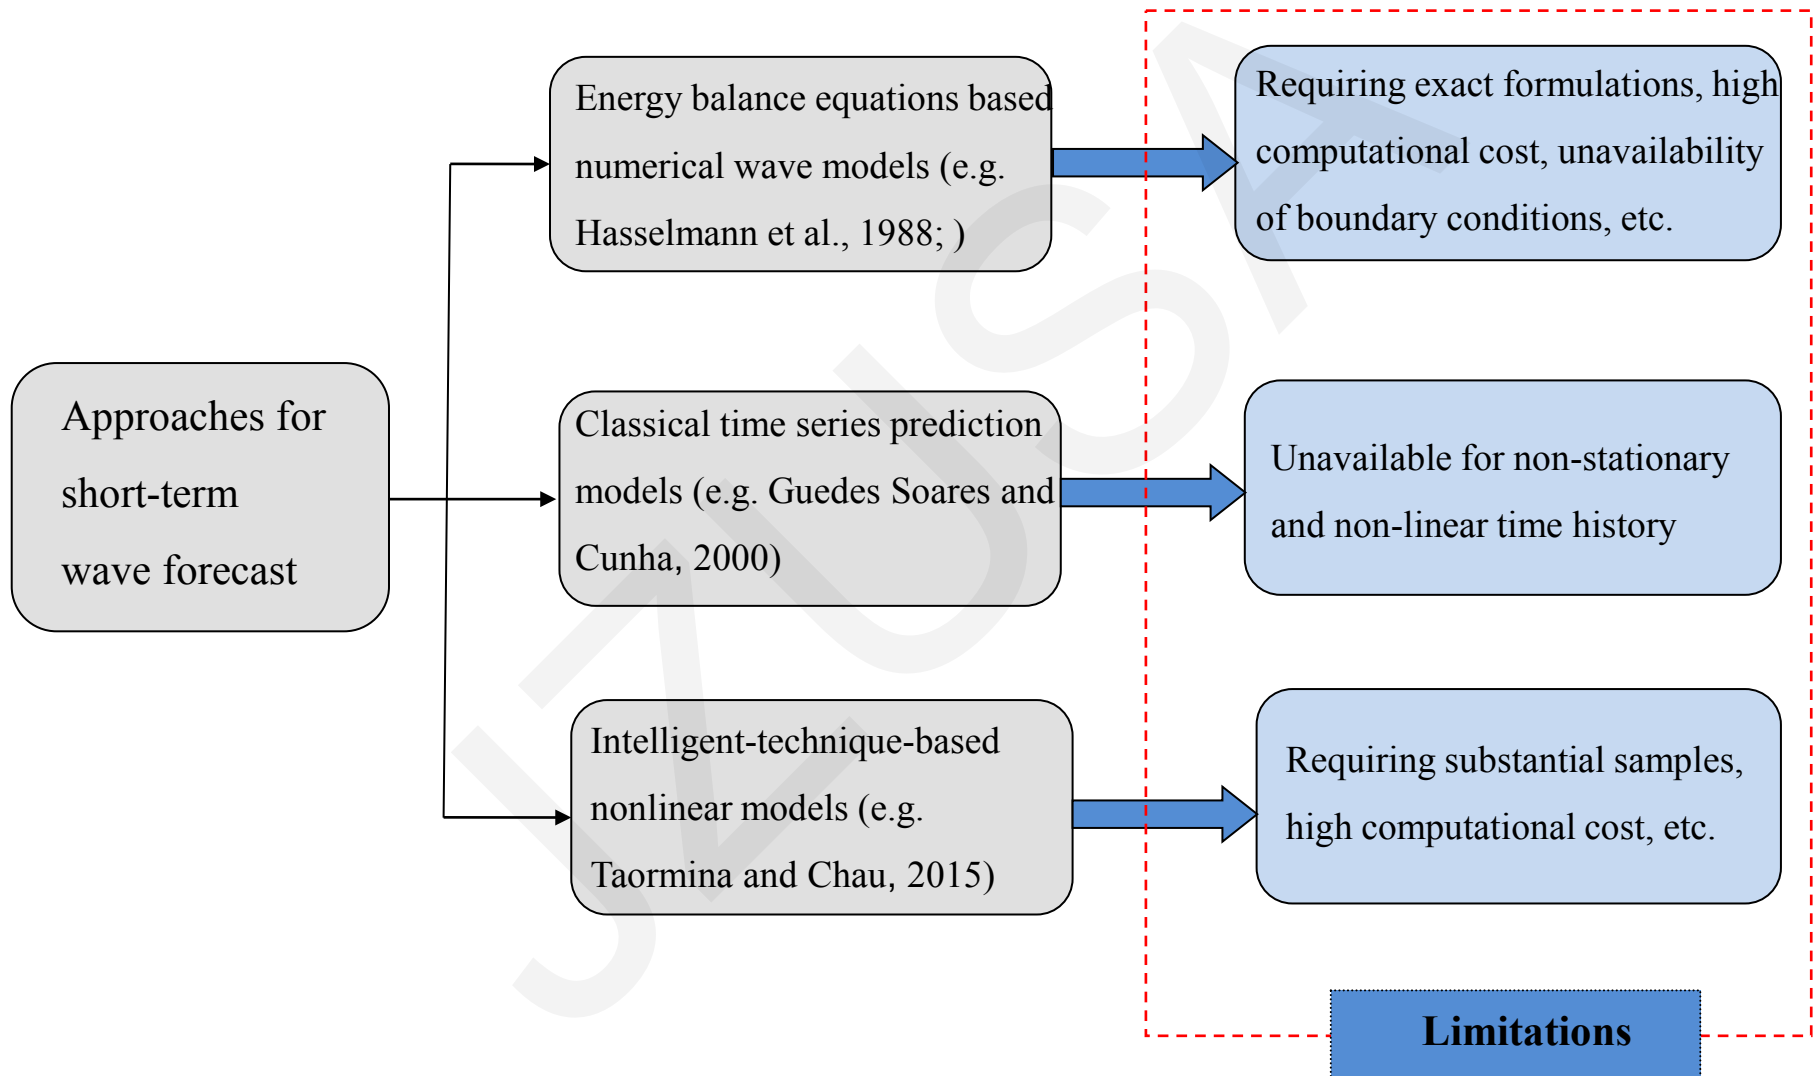 Approaches for
short-term
wave forecast
Energy balance equations based
numerical wave models (e.g.
Hasselmann et al., 1988; )
Requiring exact formulations, high
computational cost, unavailability
of boundary conditions, etc.
Classical time series prediction
models (e.g. Guedes Soares and
Cunha, 2000)
Unavailable for non-stationary
and non-linear time history
Intelligent-technique-based
nonlinear models (e.g.
Taormina and Chau, 2015)
Requiring substantial samples,
high computational cost, etc.
Limitations
JZUSA